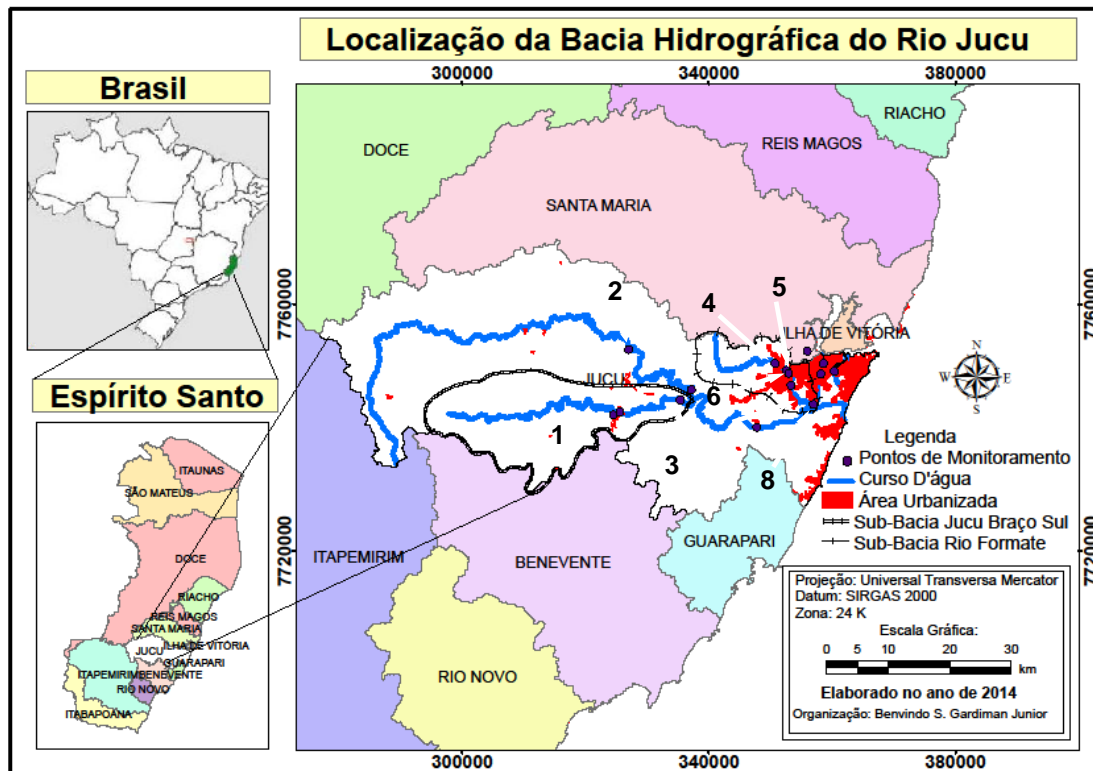 Localização da Bacia Hidrográfica do Rio Jucu
Brasil
300000 340000 380000
RIACHO
REIS MAGOS
DOCE
SANTA MARIA
7760000
7760000
2
4
5
ILHA DE VITÓRIA
JUCU
6
N
W E
S
Espírito Santo
1
3
8
Legenda
Pontos de Monitoramento
Curso D'água
Área Urbanizada
Sub-Bacia Jucu Braço Sul
Sub-Bacia Rio Formate
ITAUNAS
SÃO MATEUS
DOCE
RIACHO
REIS MAGOS
SANTA MARIA
ILHA DE VITÓRIA
JUCU
GUARAPARI
ITAPEMIRIM
BENEVENTE
RIO NOVO
ITABAPOANA
7720000
7720000
ITAPEMIRIM
BENEVENTE
GUARAPARI
RIO NOVO
Projeção: Universal Transversa Mercator
Datum: SIRGAS 2000
Zona: 24 K
Escala Gráfica:
0 5 10 20 30
km
Elaborado no ano de 2014
Organização: Benvindo S. Gardiman Junior
300000 340000 380000